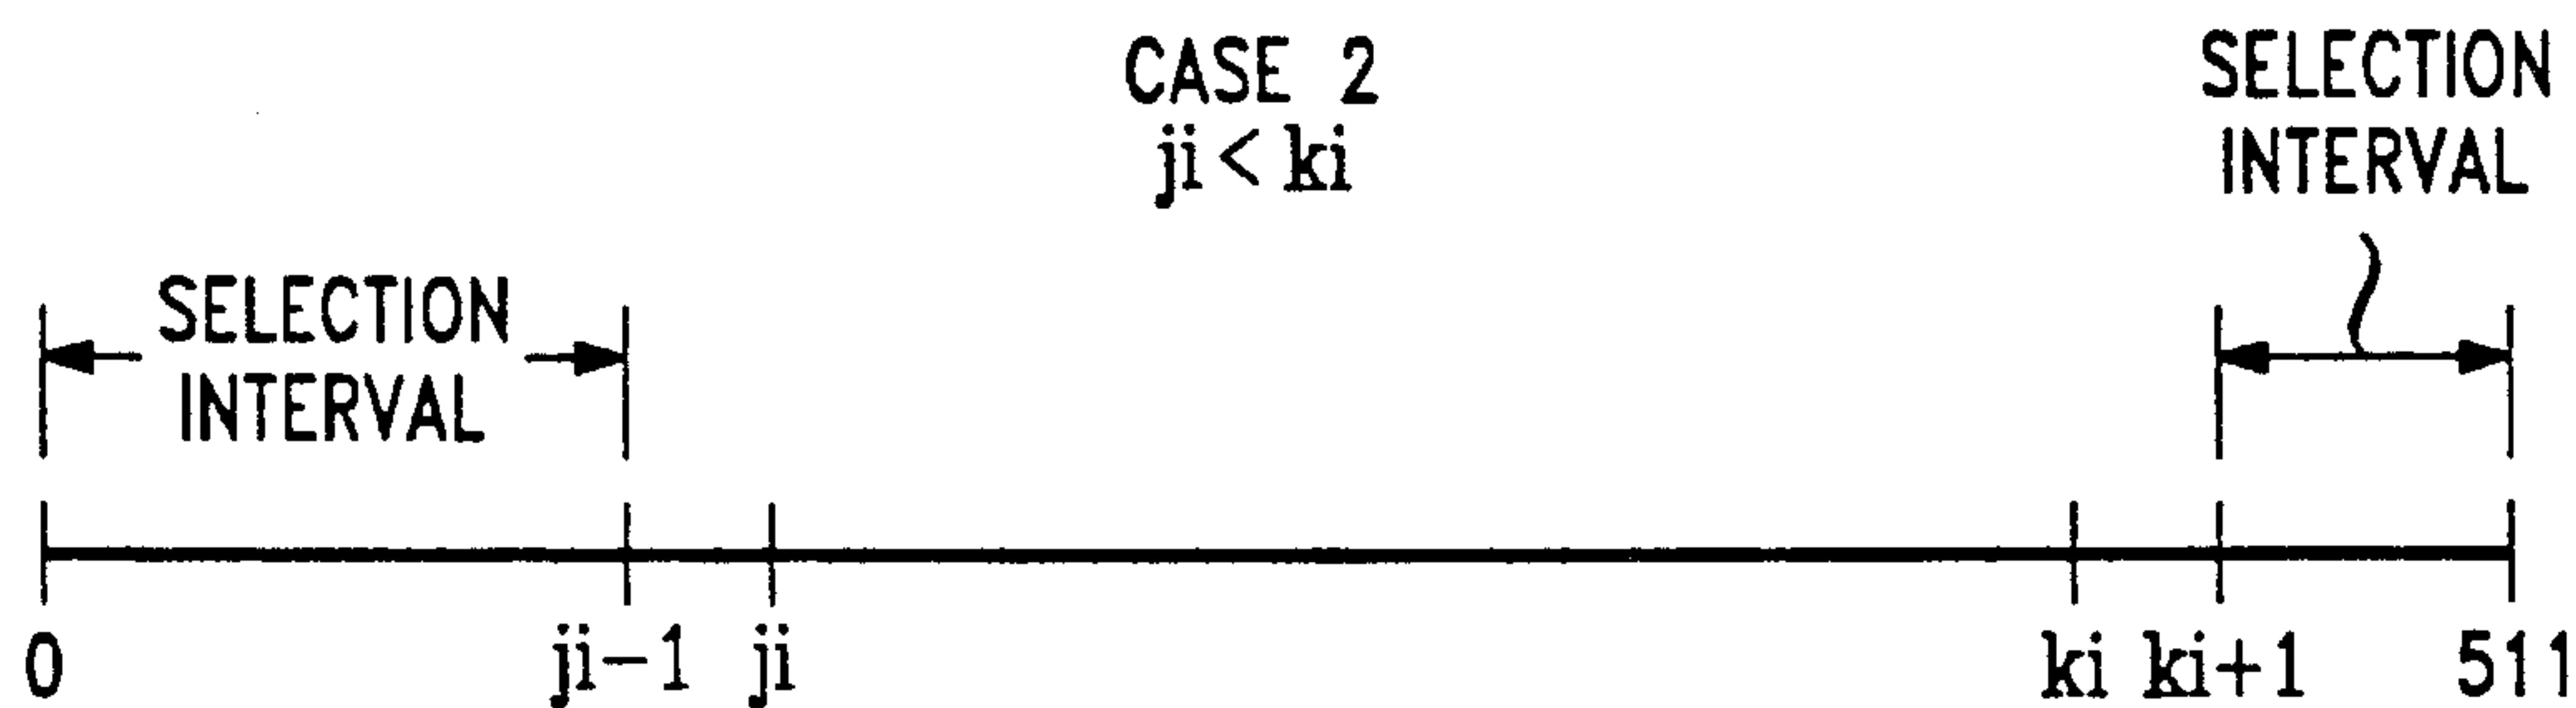 CASE 2
ji < ki
SELECTION
INTERVAL
SELECTION
INTERVAL
0 ji-1 ji ki ki+1 511